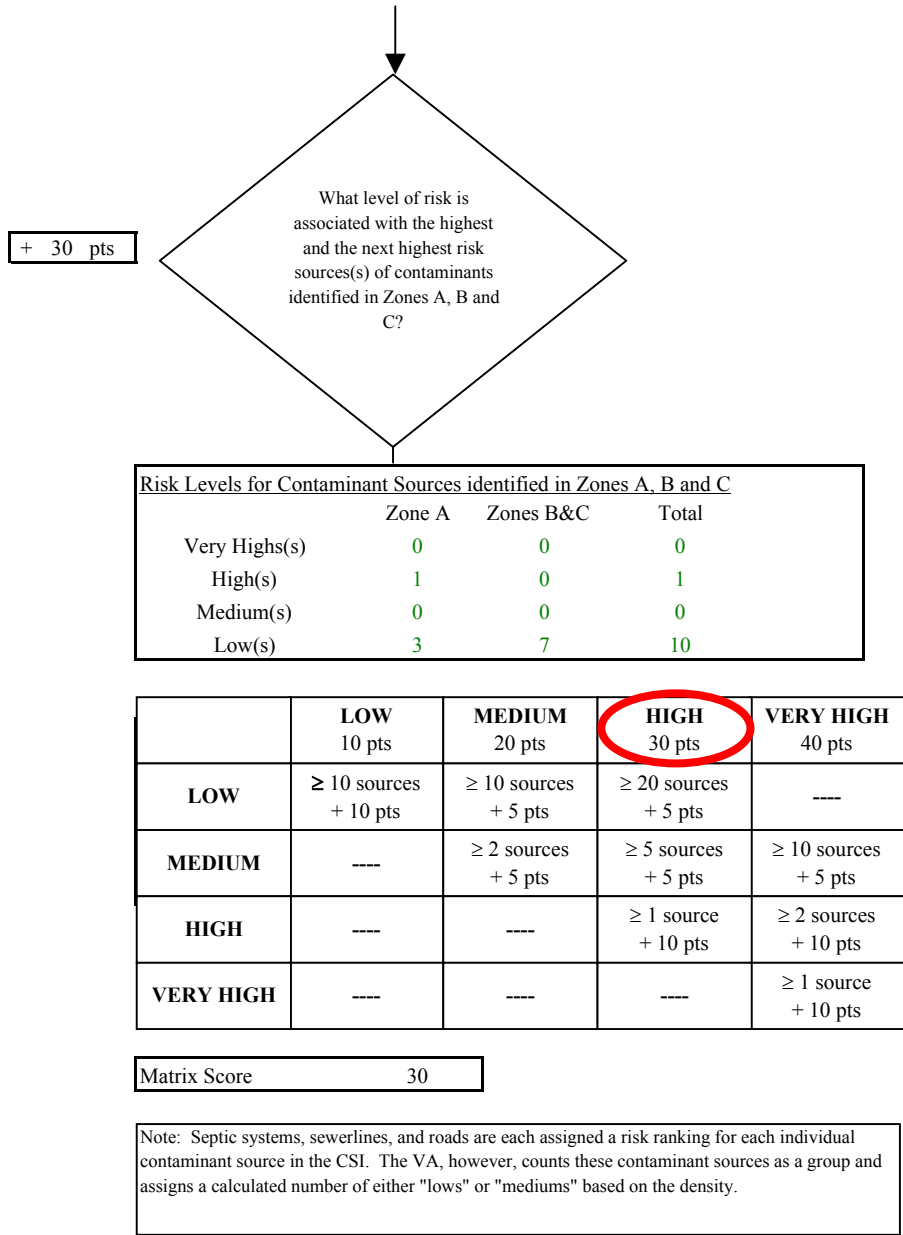 What level of risk is
associated with the highest
and the next highest risk
sources(s) of contaminants
identified in Zones A, B and
C?
+ 30 pts
Risk Levels for Contaminant Sources identified in Zones A, B and C
Zone A Zones B&C Total
Very Highs(s) 0 0 0
High(s) 1 0 1
Medium(s) 0 0 0
Low(s) 3 7 10
LOW MEDIUM HIGH VERY HIGH
10 pts 20 pts 30 pts 40 pts
LOW ≥ 10 sources ≥ 10 sources ≥ 20 sources ----
+ 10 pts + 5 pts + 5 pts
MEDIUM ---- ≥ 2 sources ≥ 5 sources ≥ 10 sources
+ 5 pts + 5 pts + 5 pts
HIGH ---- ---- ≥ 1 source ≥ 2 sources
+ 10 pts + 10 pts
VERY HIGH ---- ---- ---- ≥ 1 source
+ 10 pts
Matrix Score 30
Note: Septic systems, sewerlines, and roads are each assigned a risk ranking for each individual
contaminant source in the CSI. The VA, however, counts these contaminant sources as a group and
assigns a calculated number of either "lows" or "mediums" based on the density.